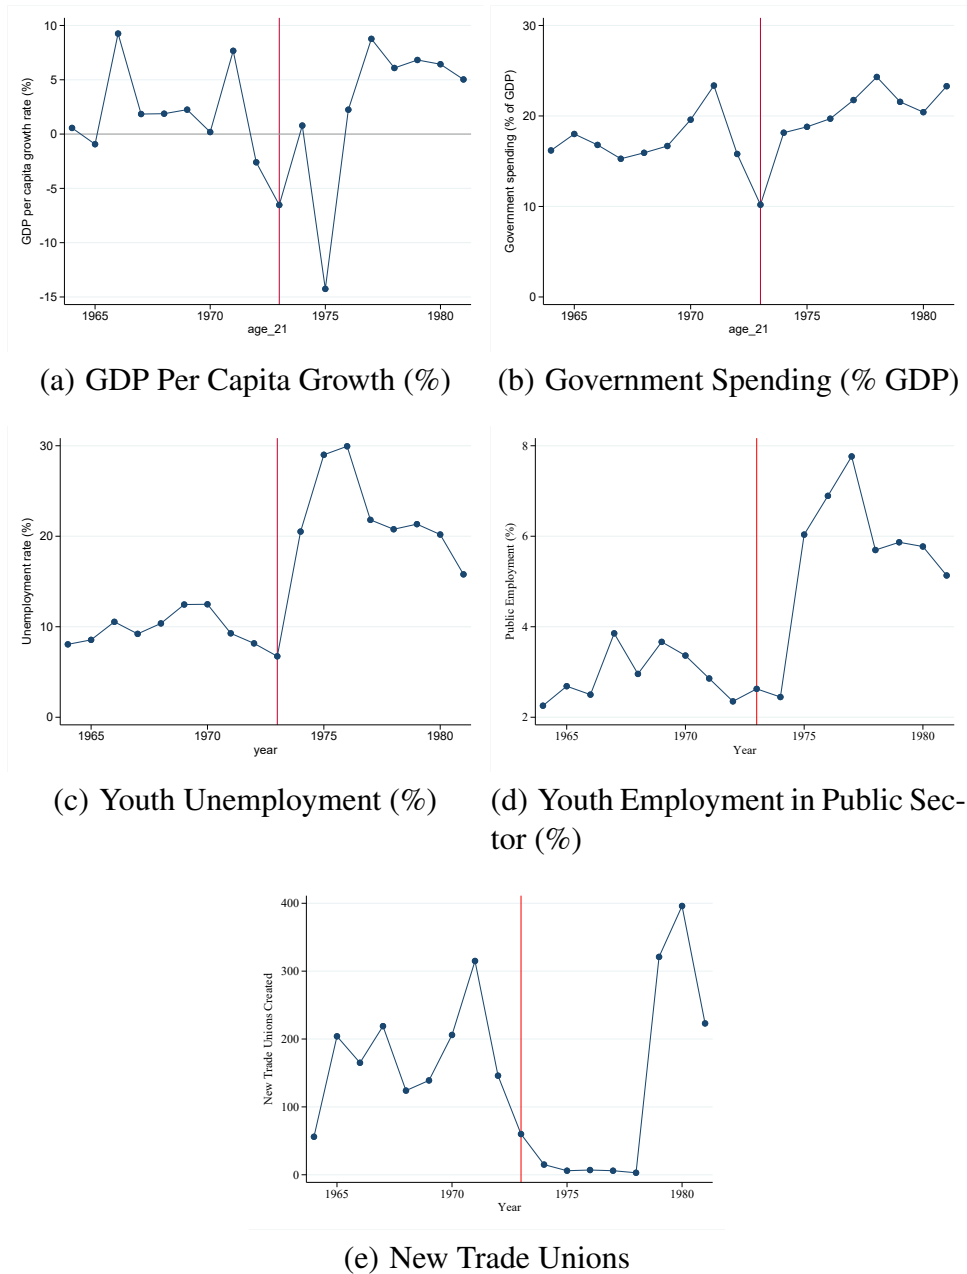 10
5
0
-5
-10
-15
GDP per capita growth rate (%)
1965
1970
1975
1980
age_21
(a) GDP Per Capita Growth (%)
30
20
10
0
Government spending (% of GDP)
1965
1970
1975
1980
age_21
(b) Government Spending (% GDP)
30
20
10
0
Unemployment rate (%)
1965
1970
1975
1980
year
(c) Youth Unemployment (%)
8
6
4
2
Public Employment (%)
1965
1970
1975
1980
Year
(d) Youth Employment in Public Sec-
tor (%)
400
300
200
100
0
New Trade Unions Created
1965
1970
1975
1980
Year
(e) New Trade Unions